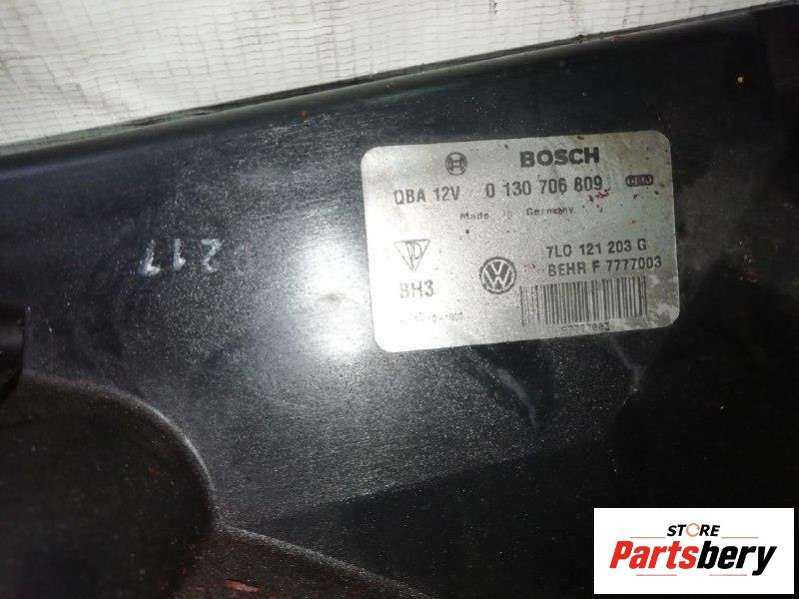 BOSCH
QBA 12V 0 130 706 809
Made in Germany
7L0 121 203 G
BEHR F 7777003
BH3
217
STORE
Partsbery